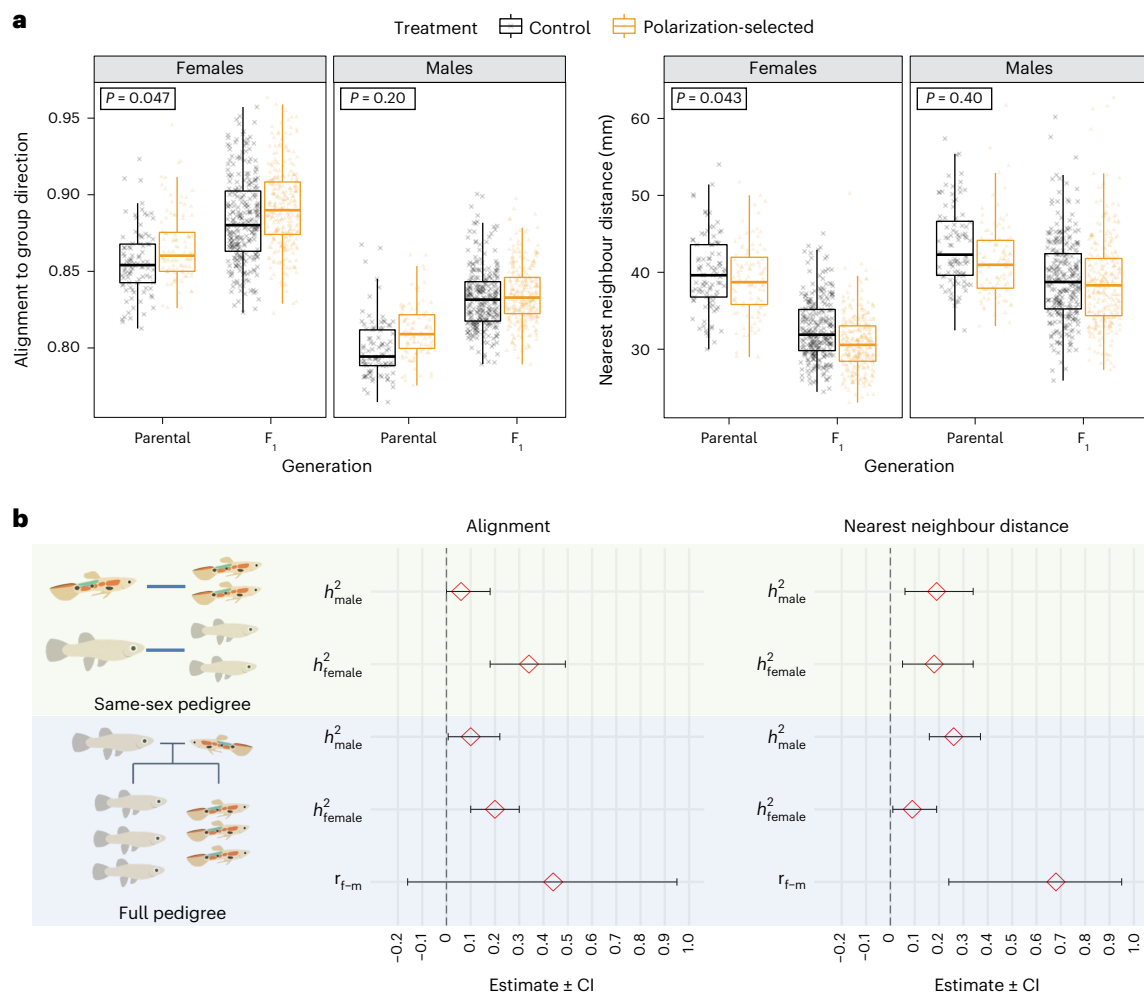 a
Treatment Control Polarization-selected
Females Males Females Males
P = 0.047 P = 0.20 P = 0.043 P = 0.40
Alignment to group direction
0.95
0.90
0.85
0.80
Nearest neighbour distance (mm)
60
50
40
30
Parental F1 Parental F1 Parental F1 Parental F1
Generation Generation
b
Alignment Nearest neighbour distance
h²male h²male
h²female h²female
Same-sex pedigree
h²male h²male
h²female h²female
rf–m rf–m
Full pedigree
–0.2 –0.1 0 0.1 0.2 0.3 0.4 0.5 0.6 0.7 0.8 0.9 1.0 –0.2 –0.1 0 0.1 0.2 0.3 0.4 0.5 0.6 0.7 0.8 0.9 1.0
Estimate ± CI Estimate ± CI